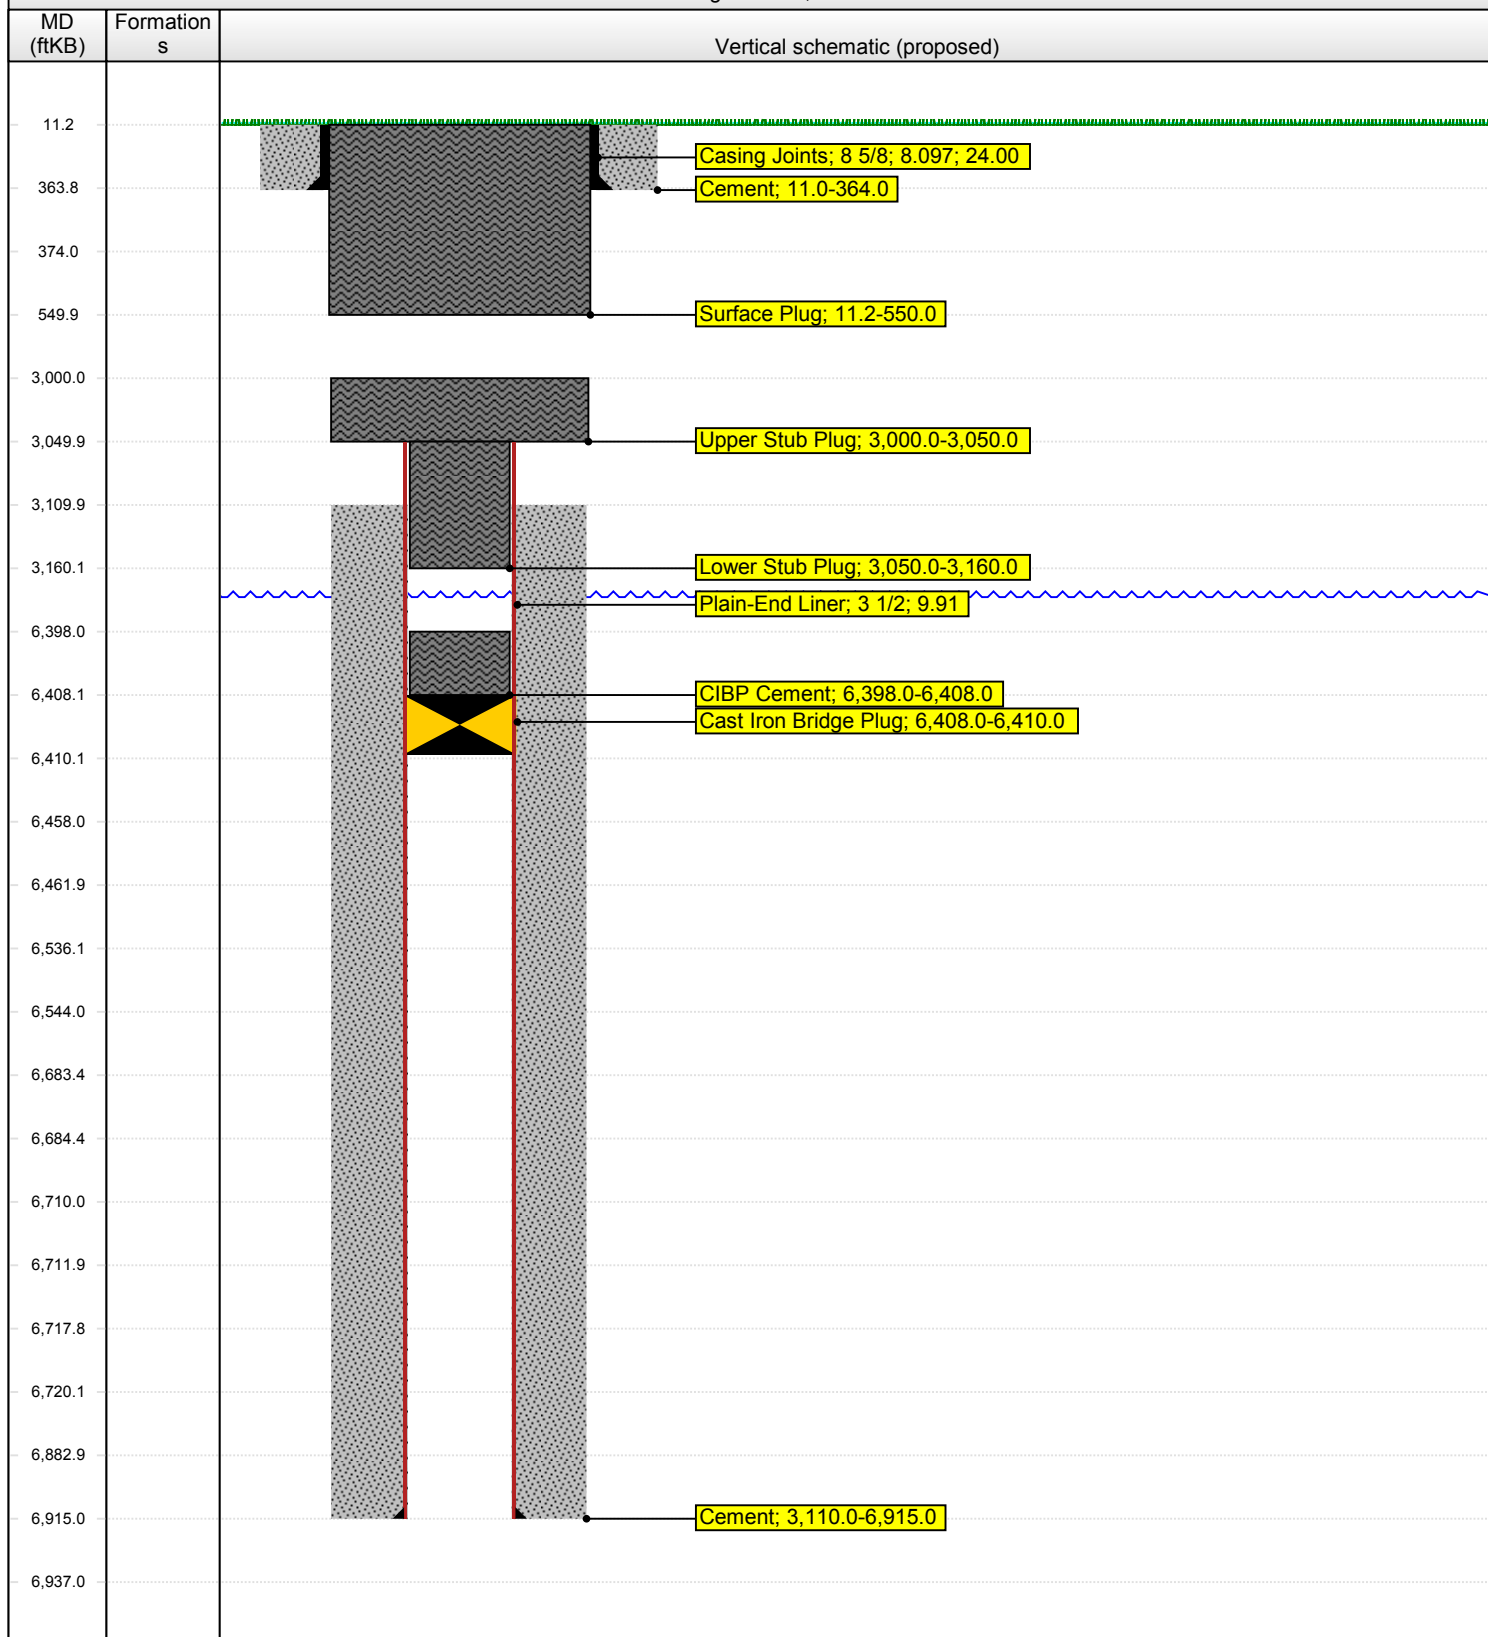 MD
(ftKB)
Formation
s
Vertical schematic (proposed)
11.2
Casing Joints; 8 5/8; 8.097; 24.00
363.8
Cement; 11.0-364.0
374.0
549.9
Surface Plug; 11.2-550.0
3,000.0
3,049.9
Upper Stub Plug; 3,000.0-3,050.0
3,109.9
3,160.1
Lower Stub Plug; 3,050.0-3,160.0
Plain-End Liner; 3 1/2; 9.91
6,398.0
6,408.1
CIBP Cement; 6,398.0-6,408.0
Cast Iron Bridge Plug; 6,408.0-6,410.0
6,410.1
6,458.0
6,461.9
6,536.1
6,544.0
6,683.4
6,684.4
6,710.0
6,711.9
6,717.8
6,720.1
6,882.9
6,915.0
Cement; 3,110.0-6,915.0
6,937.0